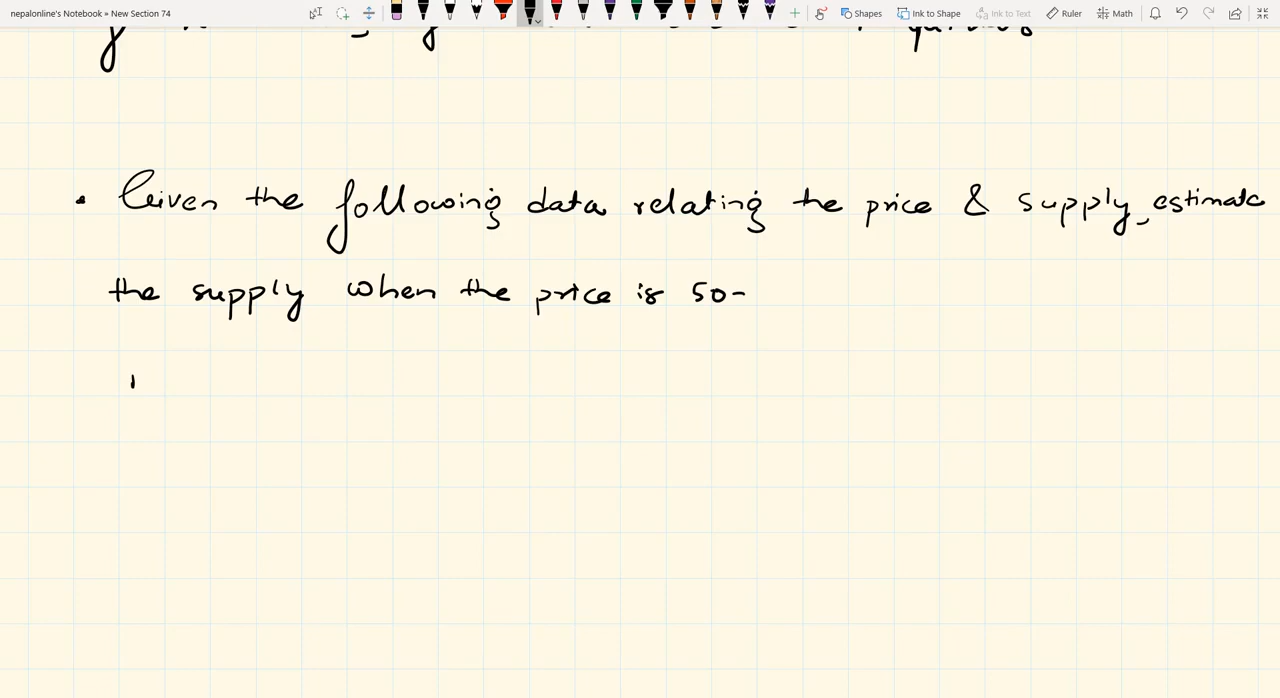 nepalonline's Notebook » New Section 74
Shapes Ink to Shape Ink to Text Ruler Math
• Given the following data relating the price & supply, estimate
the supply when the price is 50-